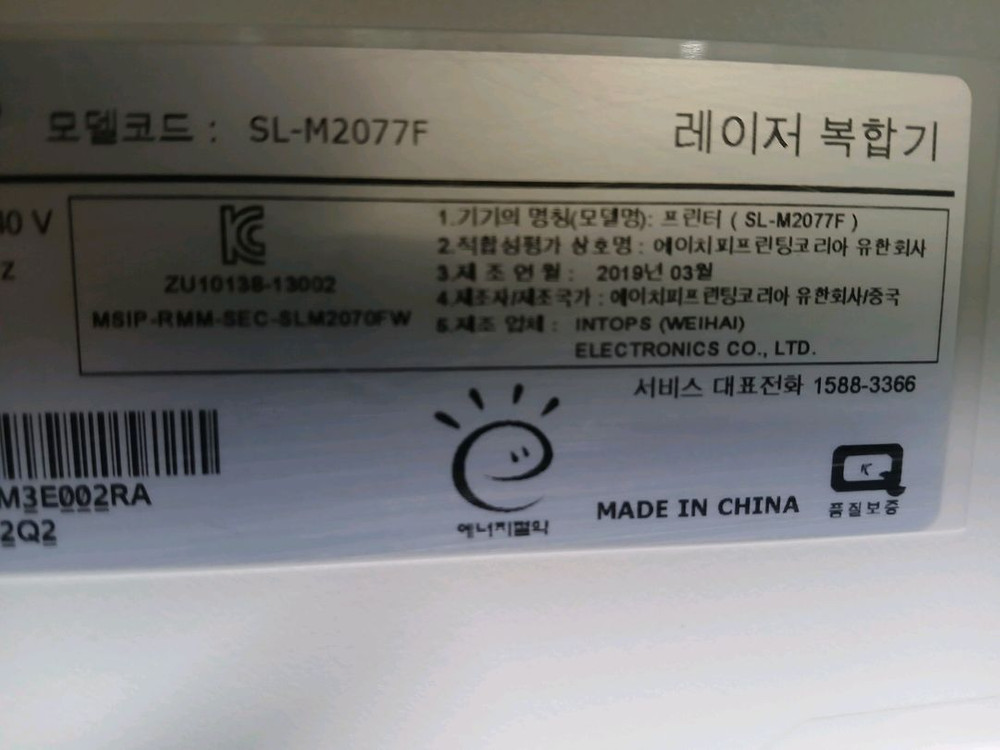 모델코드 : SL-M2077F
레이저 복합기
40 V
Z
ZU10138-13002
MSIP-RMM-SEC-SLM2070FW
1.기기의 명칭(모델명): 프린터 ( SL-M2077F )
2.적합성평가 상호명 : 에이치피프린팅코리아 유한회사
3.제 조 연 월 : 2019년 03월
4.제조자/제조국가 : 에이치피프린팅코리아 유한회사/중국
5.제조 업체 : INTOPS (WEIHAI)
ELECTRONICS CO., LTD.
서비스 대표전화 1588-3366
M3E002RA
2Q2
에너지절약
MADE IN CHINA
K
품질보증